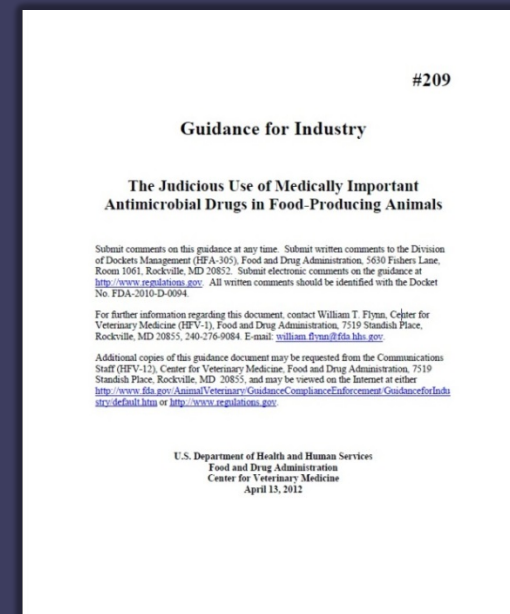 #209
Guidance for Industry
The Judicious Use of Medically Important
Antimicrobial Drugs in Food-Producing Animals
Submit comments on this guidance at any time. Submit written comments to the Division
of Dockets Management (HFA-305), Food and Drug Administration, 5630 Fishers Lane,
Room 1061, Rockville, MD 20852. Submit electronic comments on the guidance at
http://www.regulations.gov. All written comments should be identified with the Docket
No. FDA-2010-D-0094.
For further information regarding this document, contact William T. Flynn, Center for
Veterinary Medicine (HFV-1), Food and Drug Administration, 7519 Standish Place,
Rockville, MD 20855, 240-276-9084. E-mail: william.flynn@fda.hhs.gov.
Additional copies of this guidance document may be requested from the Communications
Staff (HFV-12), Center for Veterinary Medicine, Food and Drug Administration, 7519
Standish Place, Rockville, MD 20855, and may be viewed on the Internet at either
http://www.fda.gov/AnimalVeterinary/GuidanceComplianceEnforcement/GuidanceforIndu
stry/default.htm or http://www.regulations.gov.
U.S. Department of Health and Human Services
Food and Drug Administration
Center for Veterinary Medicine
April 13, 2012